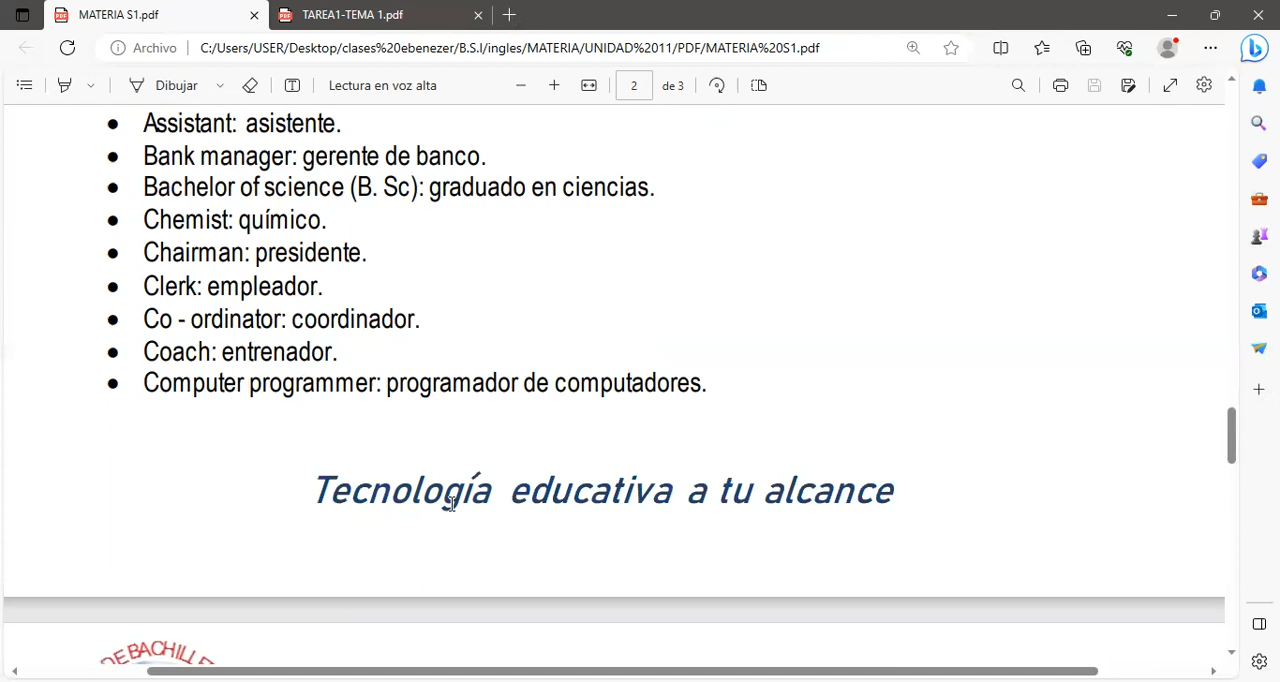 MATERIA S1.pdf
TAREA1-TEMA 1.pdf
Archivo
C:/Users/USER/Desktop/clases%20ebenezer/B.S.I/ingles/MATERIA/UNIDAD%2011/PDF/MATERIA%20S1.pdf
Dibujar
Lectura en voz alta
2 de 3
• Assistant: asistente.
• Bank manager: gerente de banco.
• Bachelor of science (B. Sc): graduado en ciencias.
• Chemist: químico.
• Chairman: presidente.
• Clerk: empleador.
• Co - ordinator: coordinador.
• Coach: entrenador.
• Computer programmer: programador de computadores.
Tecnología educativa a tu alcance
DE BACHILLE